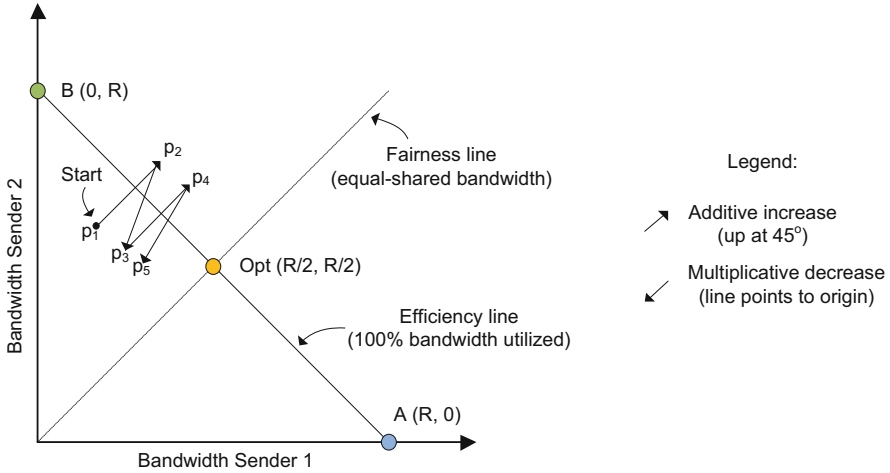 B (0, R)
p2
Start
p4
p1
p3
p5
Fairness line
(equal-shared bandwidth)
Opt (R/2, R/2)
Efficiency line
(100% bandwidth utilized)
A (R, 0)
Bandwidth Sender 2
Bandwidth Sender 1
Legend:
Additive increase
(up at 45°)
Multiplicative decrease
(line points to origin)